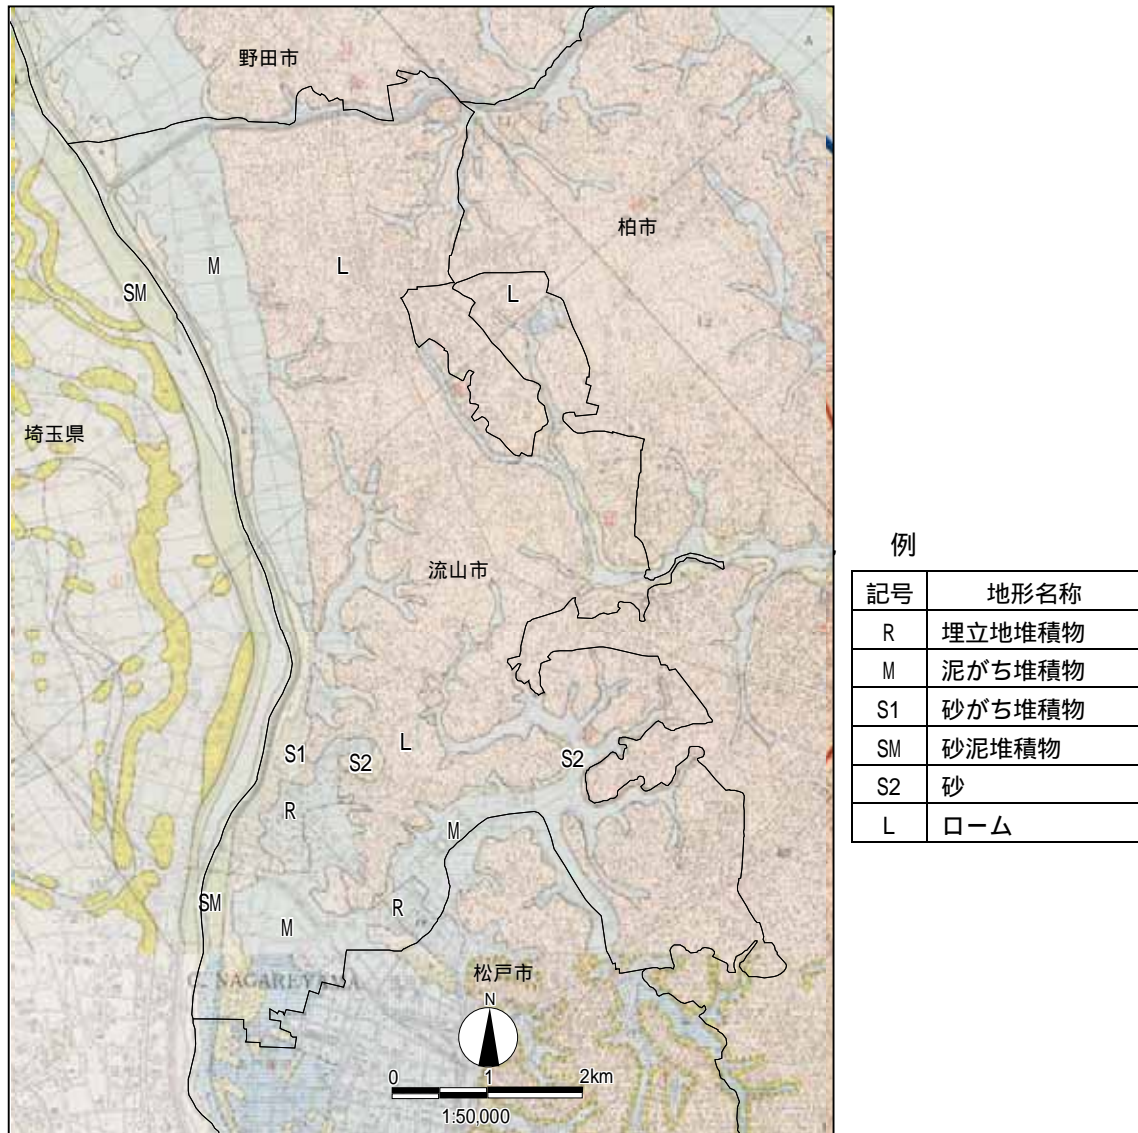 野田市
柏市
M
L
SM
L
埼玉県
流山市
S1
S2
L
S2
R
M
SM
M
R
C. NAGAREYAMA
松戸市
N
0 1 2km
1:50,000
例
記号 地形名称
R 埋立地堆積物
M 泥がち堆積物
S1 砂がち堆積物
SM 砂泥堆積物
S2 砂
L ローム